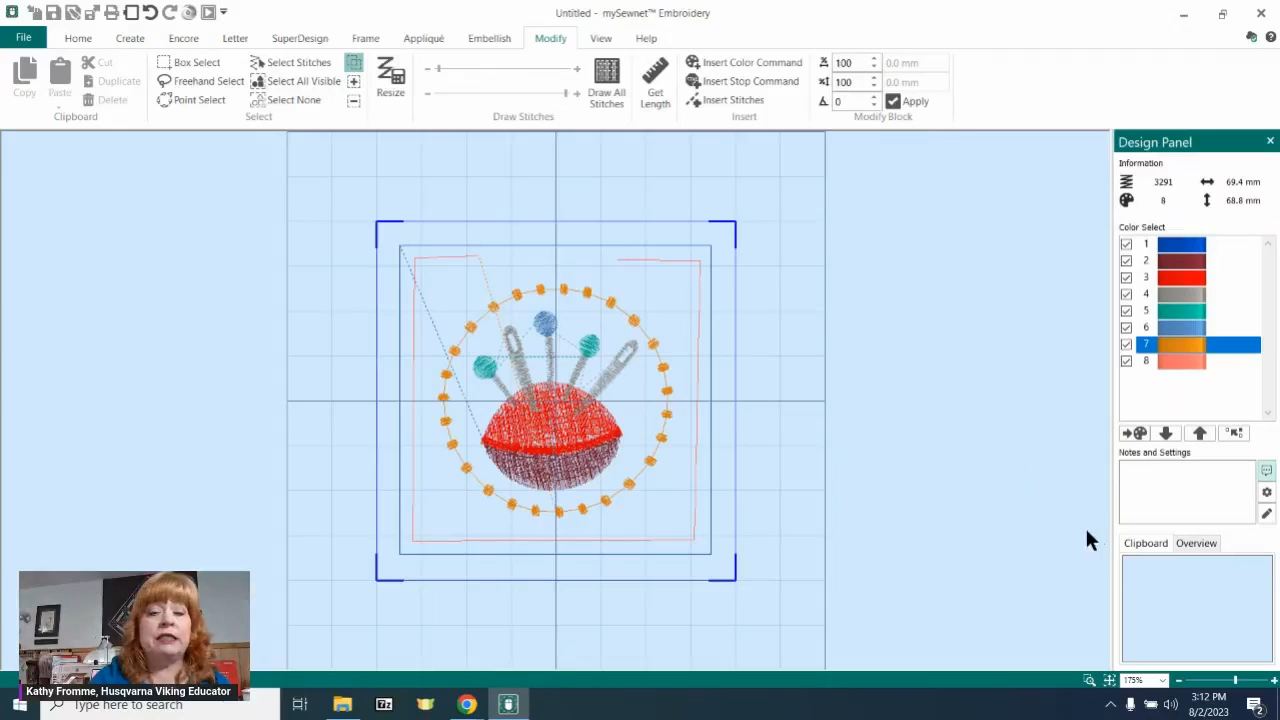 Untitled - mySewnet™ Embroidery
File Home Create Encore Letter SuperDesign Frame Appliqué Embellish Modify View Help
Copy Paste Cut Box Select Select Stitches Resize Draw All Stitches Get Length Insert Color Command 100 0.0 mm
Duplicate Freehand Select Select All Visible Insert Stop Command 100 0.0 mm
Delete Point Select Select None Insert Stitches 0 Apply
Clipboard Select Draw Stitches Insert Modify Block
Design Panel
Information
3291 69.4 mm
8 68.8 mm
Color Select
1
2
3
4
5
6
7
8
Notes and Settings
Clipboard Overview
175%
Kathy Fromme, Husqvarna Viking Educator
Type here to search
3:12 PM
8/2/2023
2